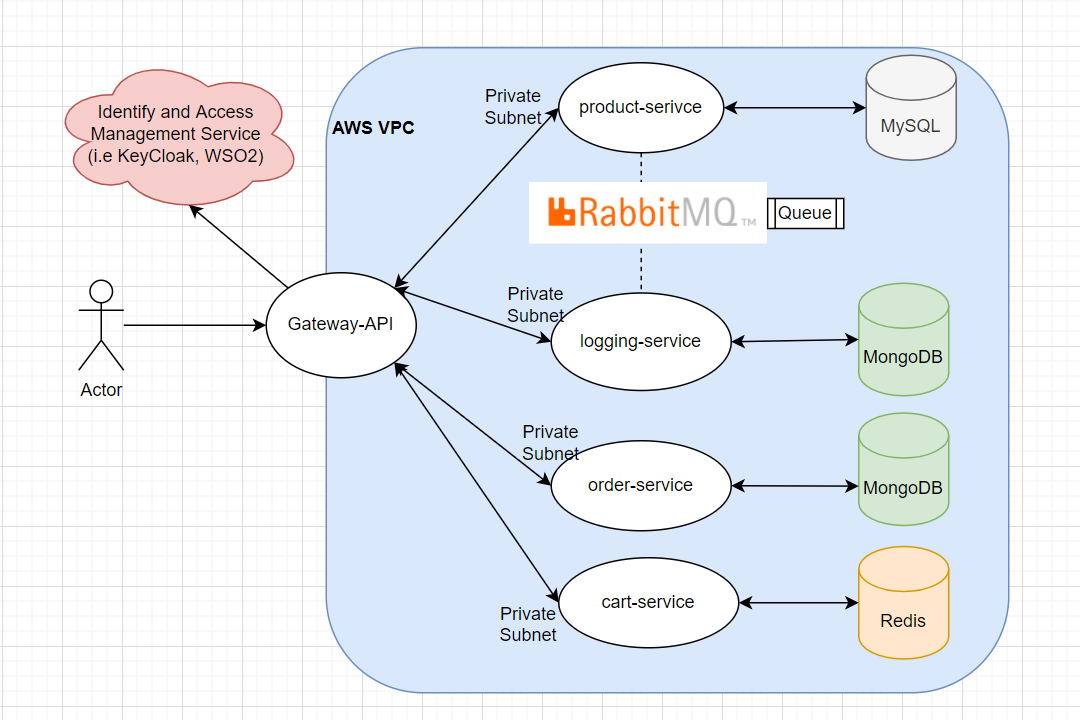 Identify and Access
Management Service
(i.e KeyCloak, WSO2)
AWS VPC
Private
Subnet
product-serivce
MySQL
RabbitMQ™
Queue
Gateway-API
Actor
Private
Subnet
logging-service
MongoDB
Private
Subnet
order-service
MongoDB
Private
Subnet
cart-service
Redis